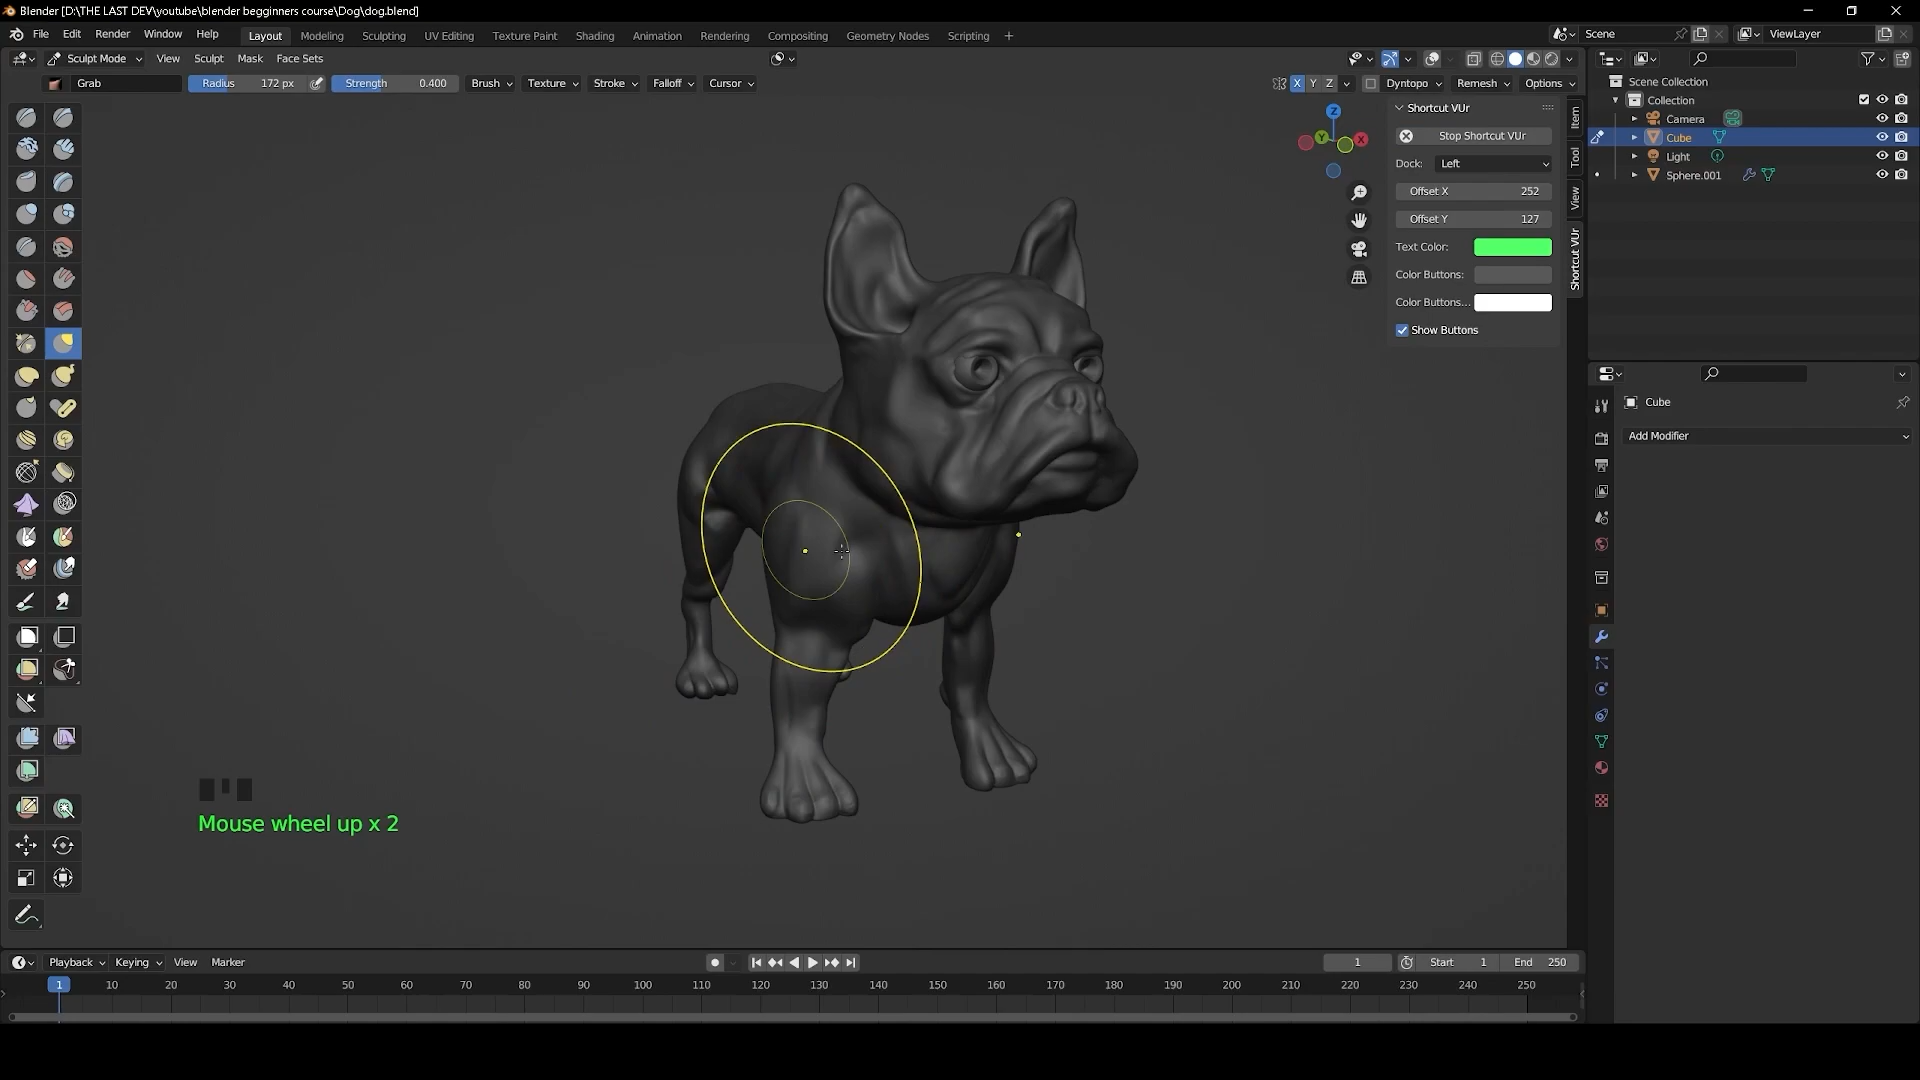 Blender [D:\THE LAST DEV\youtube\blender begginners course\Dog\dog.blend]
File Edit Render Window Help Layout Modeling Sculpting UV Editing Texture Paint Shading Animation Rendering Compositing Geometry Nodes Scripting + Scene ViewLayer
Sculpt Mode View Sculpt Mask Face Sets
Grab Radius 172 px Strength 0.400 Brush Texture Stroke Falloff Cursor X Y Z Dyntopo Remesh Options
Scene Collection
Collection
Camera
Cube
Light
Sphere.001
Z
Y X
Shortcut VUr
Stop Shortcut VUr
Dock: Left
Offset X 252
Offset Y 127
Text Color:
Color Buttons:
Color Buttons...
Show Buttons
Item
Tool
View
Shortcut VUr
Cube
Add Modifier
Mouse wheel up x 2
Playback Keying View Marker 1 Start 1 End 250
1 10 20 30 40 50 60 70 80 90 100 110 120 130 140 150 160 170 180 190 200 210 220 230 240 250